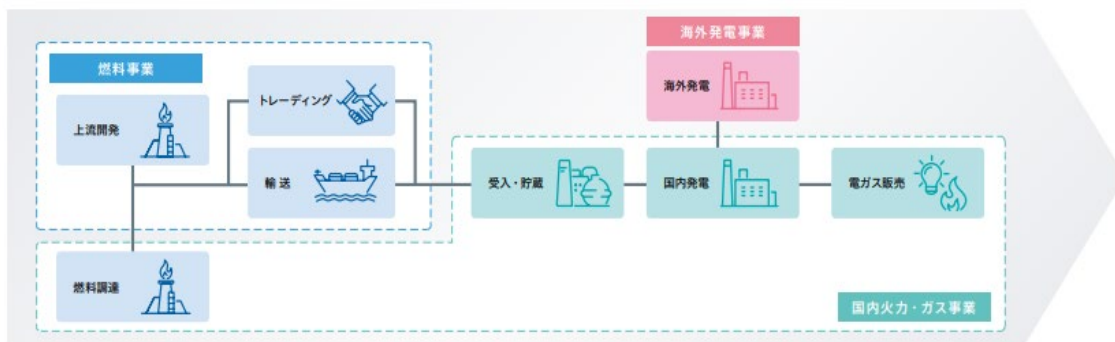 海外発電事業
燃料事業
海外発電
トレーディング
上流開発
輸送
受入・貯蔵
国内発電
電ガス販売
燃料調達
国内火力・ガス事業